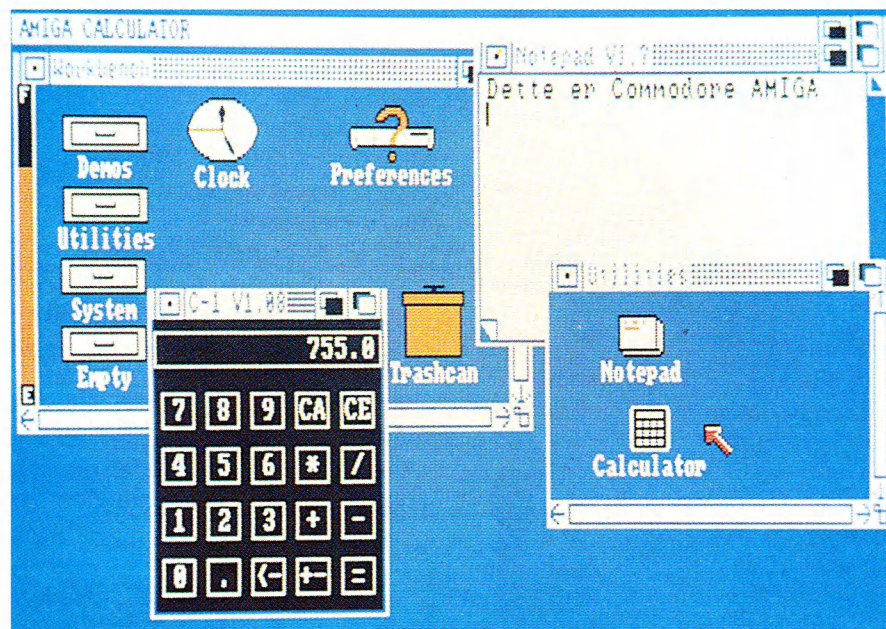 AMIGA CALCULATOR
Workbench
Notepad V1.?
Dette er Commodore AMIGA
F
Demos
Clock
Preferences
Utilities
System
Empty
E
Trashcan
C-1 V1.00
755.0
7 8 9 CA CE
4 5 6 * /
1 2 3 + -
0 . <- +- =
Utilities
Notepad
Calculator